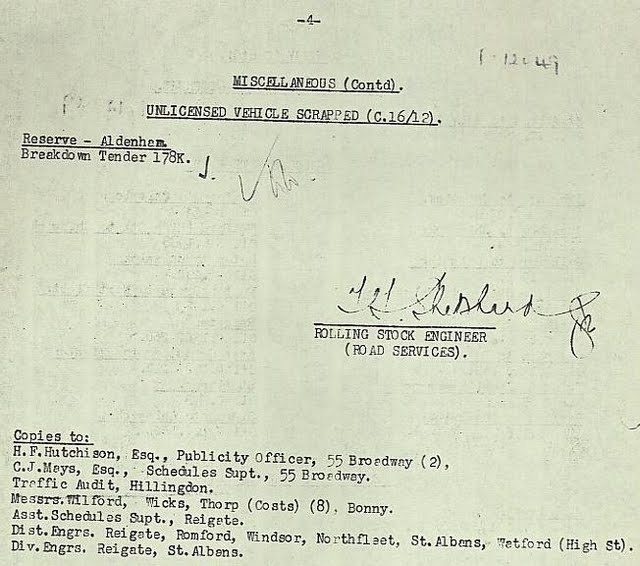 -4-
1.12.49
MISCELLANEOUS (Contd).
UNLICENSED VEHICLE SCRAPPED (C.16/12).
Reserve - Aldenham.
Breakdown Tender 178K.
Shepherd
ROLLING STOCK ENGINEER
(ROAD SERVICES).
Copies to:
H.F.Hutchison, Esq., Publicity Officer, 55 Broadway (2),
C.J.Mays, Esq., Schedules Supt., 55 Broadway.
Traffic Audit, Hillingdon.
Messrs.Wilford, Wicks, Thorp (Costs) (8), Bonny.
Asst.Schedules Supt., Reigate.
Dist.Engrs. Reigate, Romford, Windsor, Northfleet, St.Albans, Watford (High St).
Div.Engrs. Reigate, St.Albans.